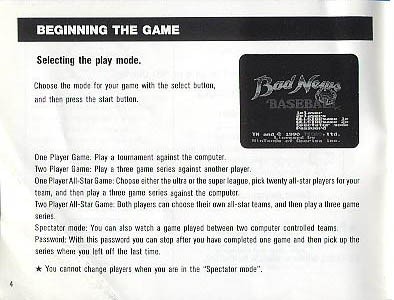 BEGINNING THE GAME
Selecting the play mode.
Choose the mode for your game with the select button,
and then press the start button.
Bad News
BASEBALL
Password
TM and © 1990 Ltd.
Licensed by
Nintendo of America Inc.
One Player Game: Play a tournament against the computer.
Two Player Game: Play a three game series against another player.
One Player All-Star Game: Choose either the ultra or the super league, pick twenty all-star players for your
team, and then play a three game series against the computer.
Two Player All-Star Game: Both players can choose their own all-star teams, and then play a three game
series.
Spectator mode: You can also watch a game played between two computer controlled teams.
Password: With this password you can stop after you have completed one game and then pick up the
series where you left off the last time.
★ You cannot change players when you are in the "Spectator mode".
4